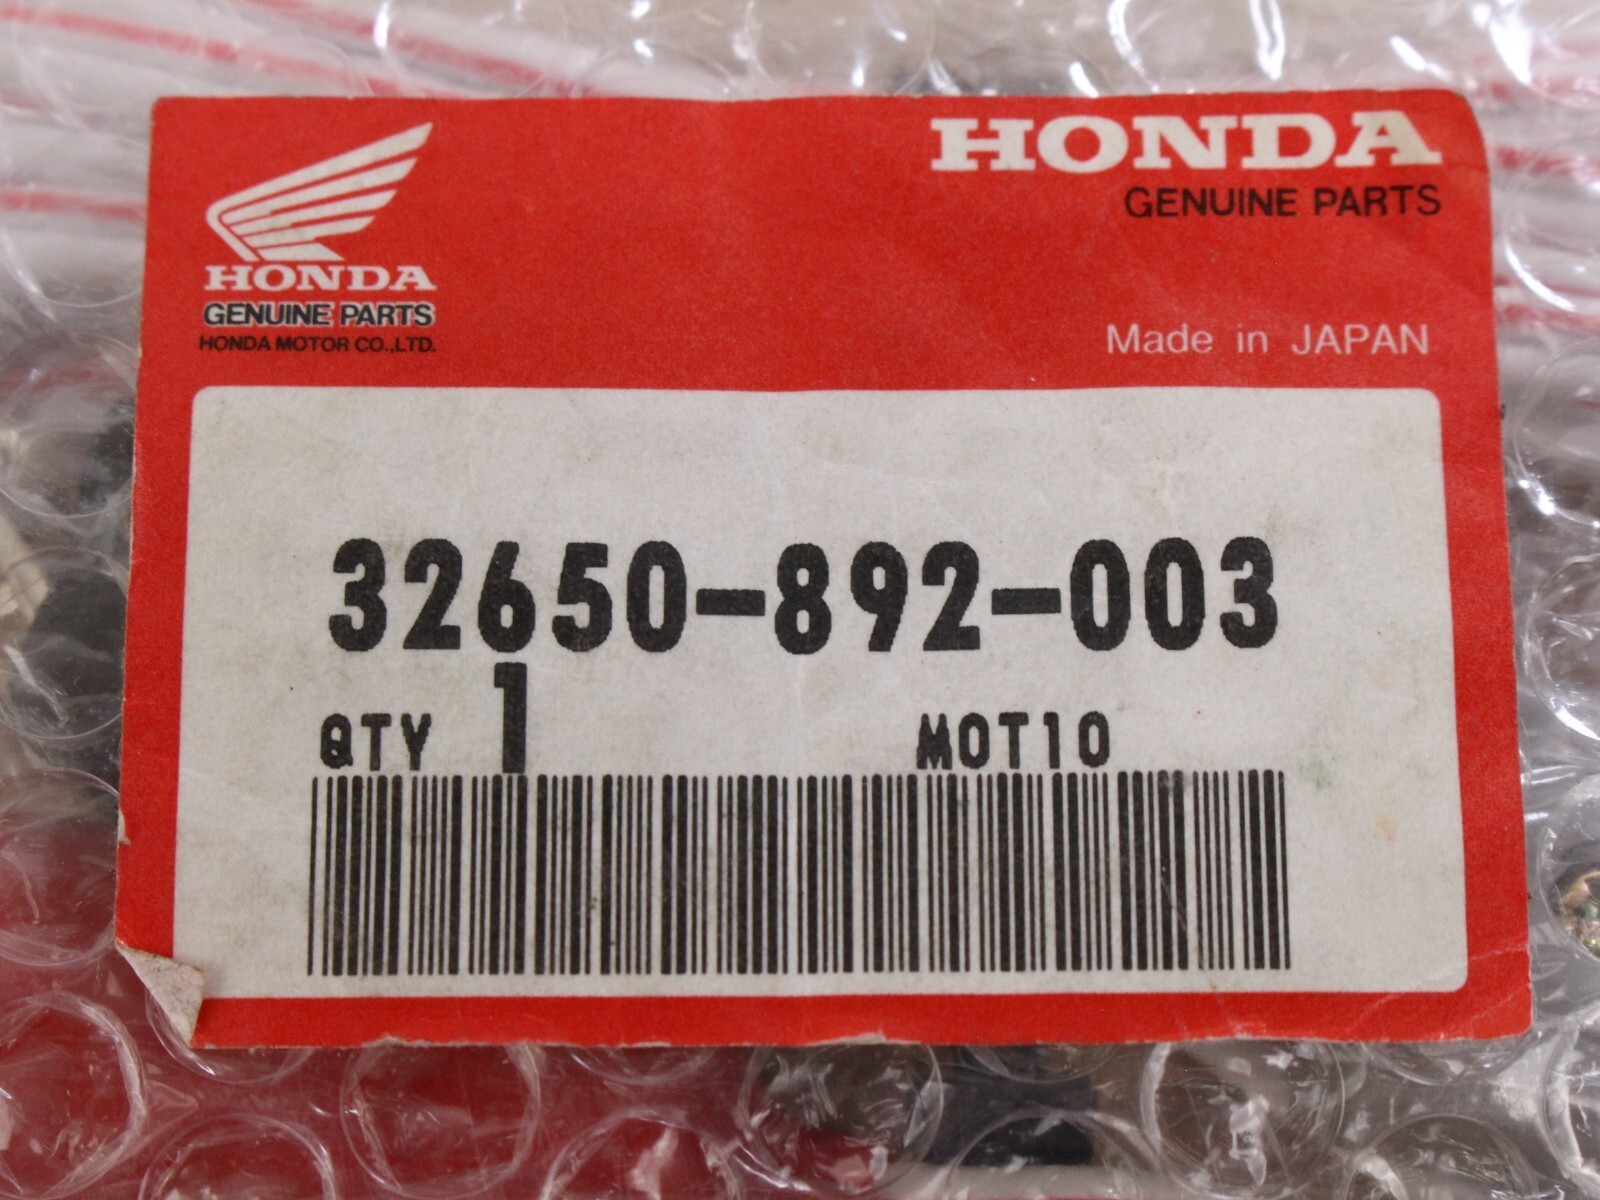 HONDA
GENUINE PARTS
HONDA MOTOR CO.,LTD.
HONDA
GENUINE PARTS
Made in JAPAN
32650-892-003
QTY 1 MOT10